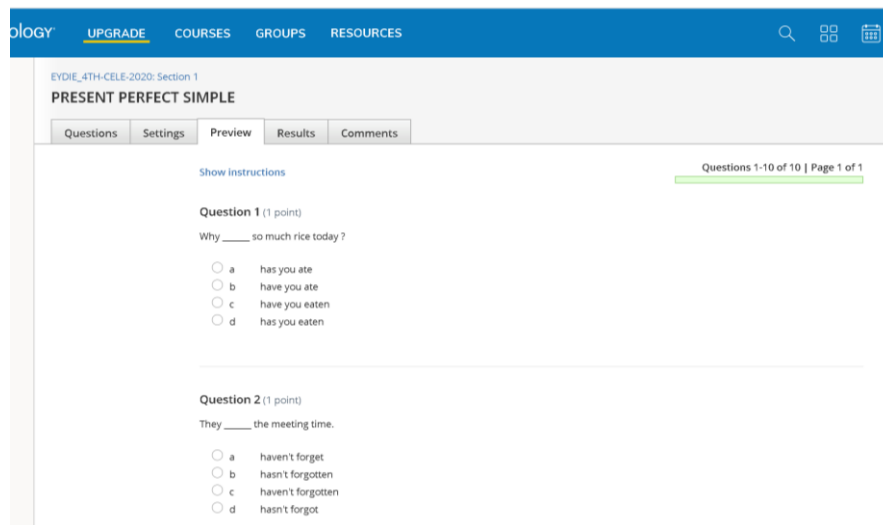 UPGRADE COURSES GROUPS RESOURCES
EYDIE_4TH-CELE-2020: Section 1
PRESENT PERFECT SIMPLE
Questions Settings Preview Results Comments
Show instructions
Questions 1-10 of 10 | Page 1 of 1
Question 1 (1 point)
Why _____ so much rice today ?
a has you ate
b have you ate
c have you eaten
d has you eaten
Question 2 (1 point)
They _____ the meeting time.
a haven't forget
b hasn't forgotten
c haven't forgotten
d hasn't forgot